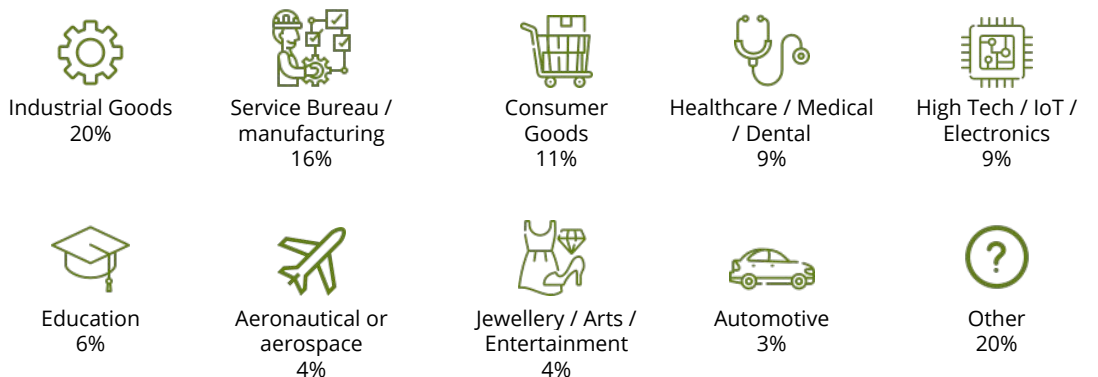 Industrial Goods
20%
Service Bureau /
manufacturing
16%
Consumer
Goods
11%
Healthcare / Medical
/ Dental
9%
High Tech / IoT /
Electronics
9%
Education
6%
Aeronautical or
aerospace
4%
Jewellery / Arts /
Entertainment
4%
Automotive
3%
?
Other
20%